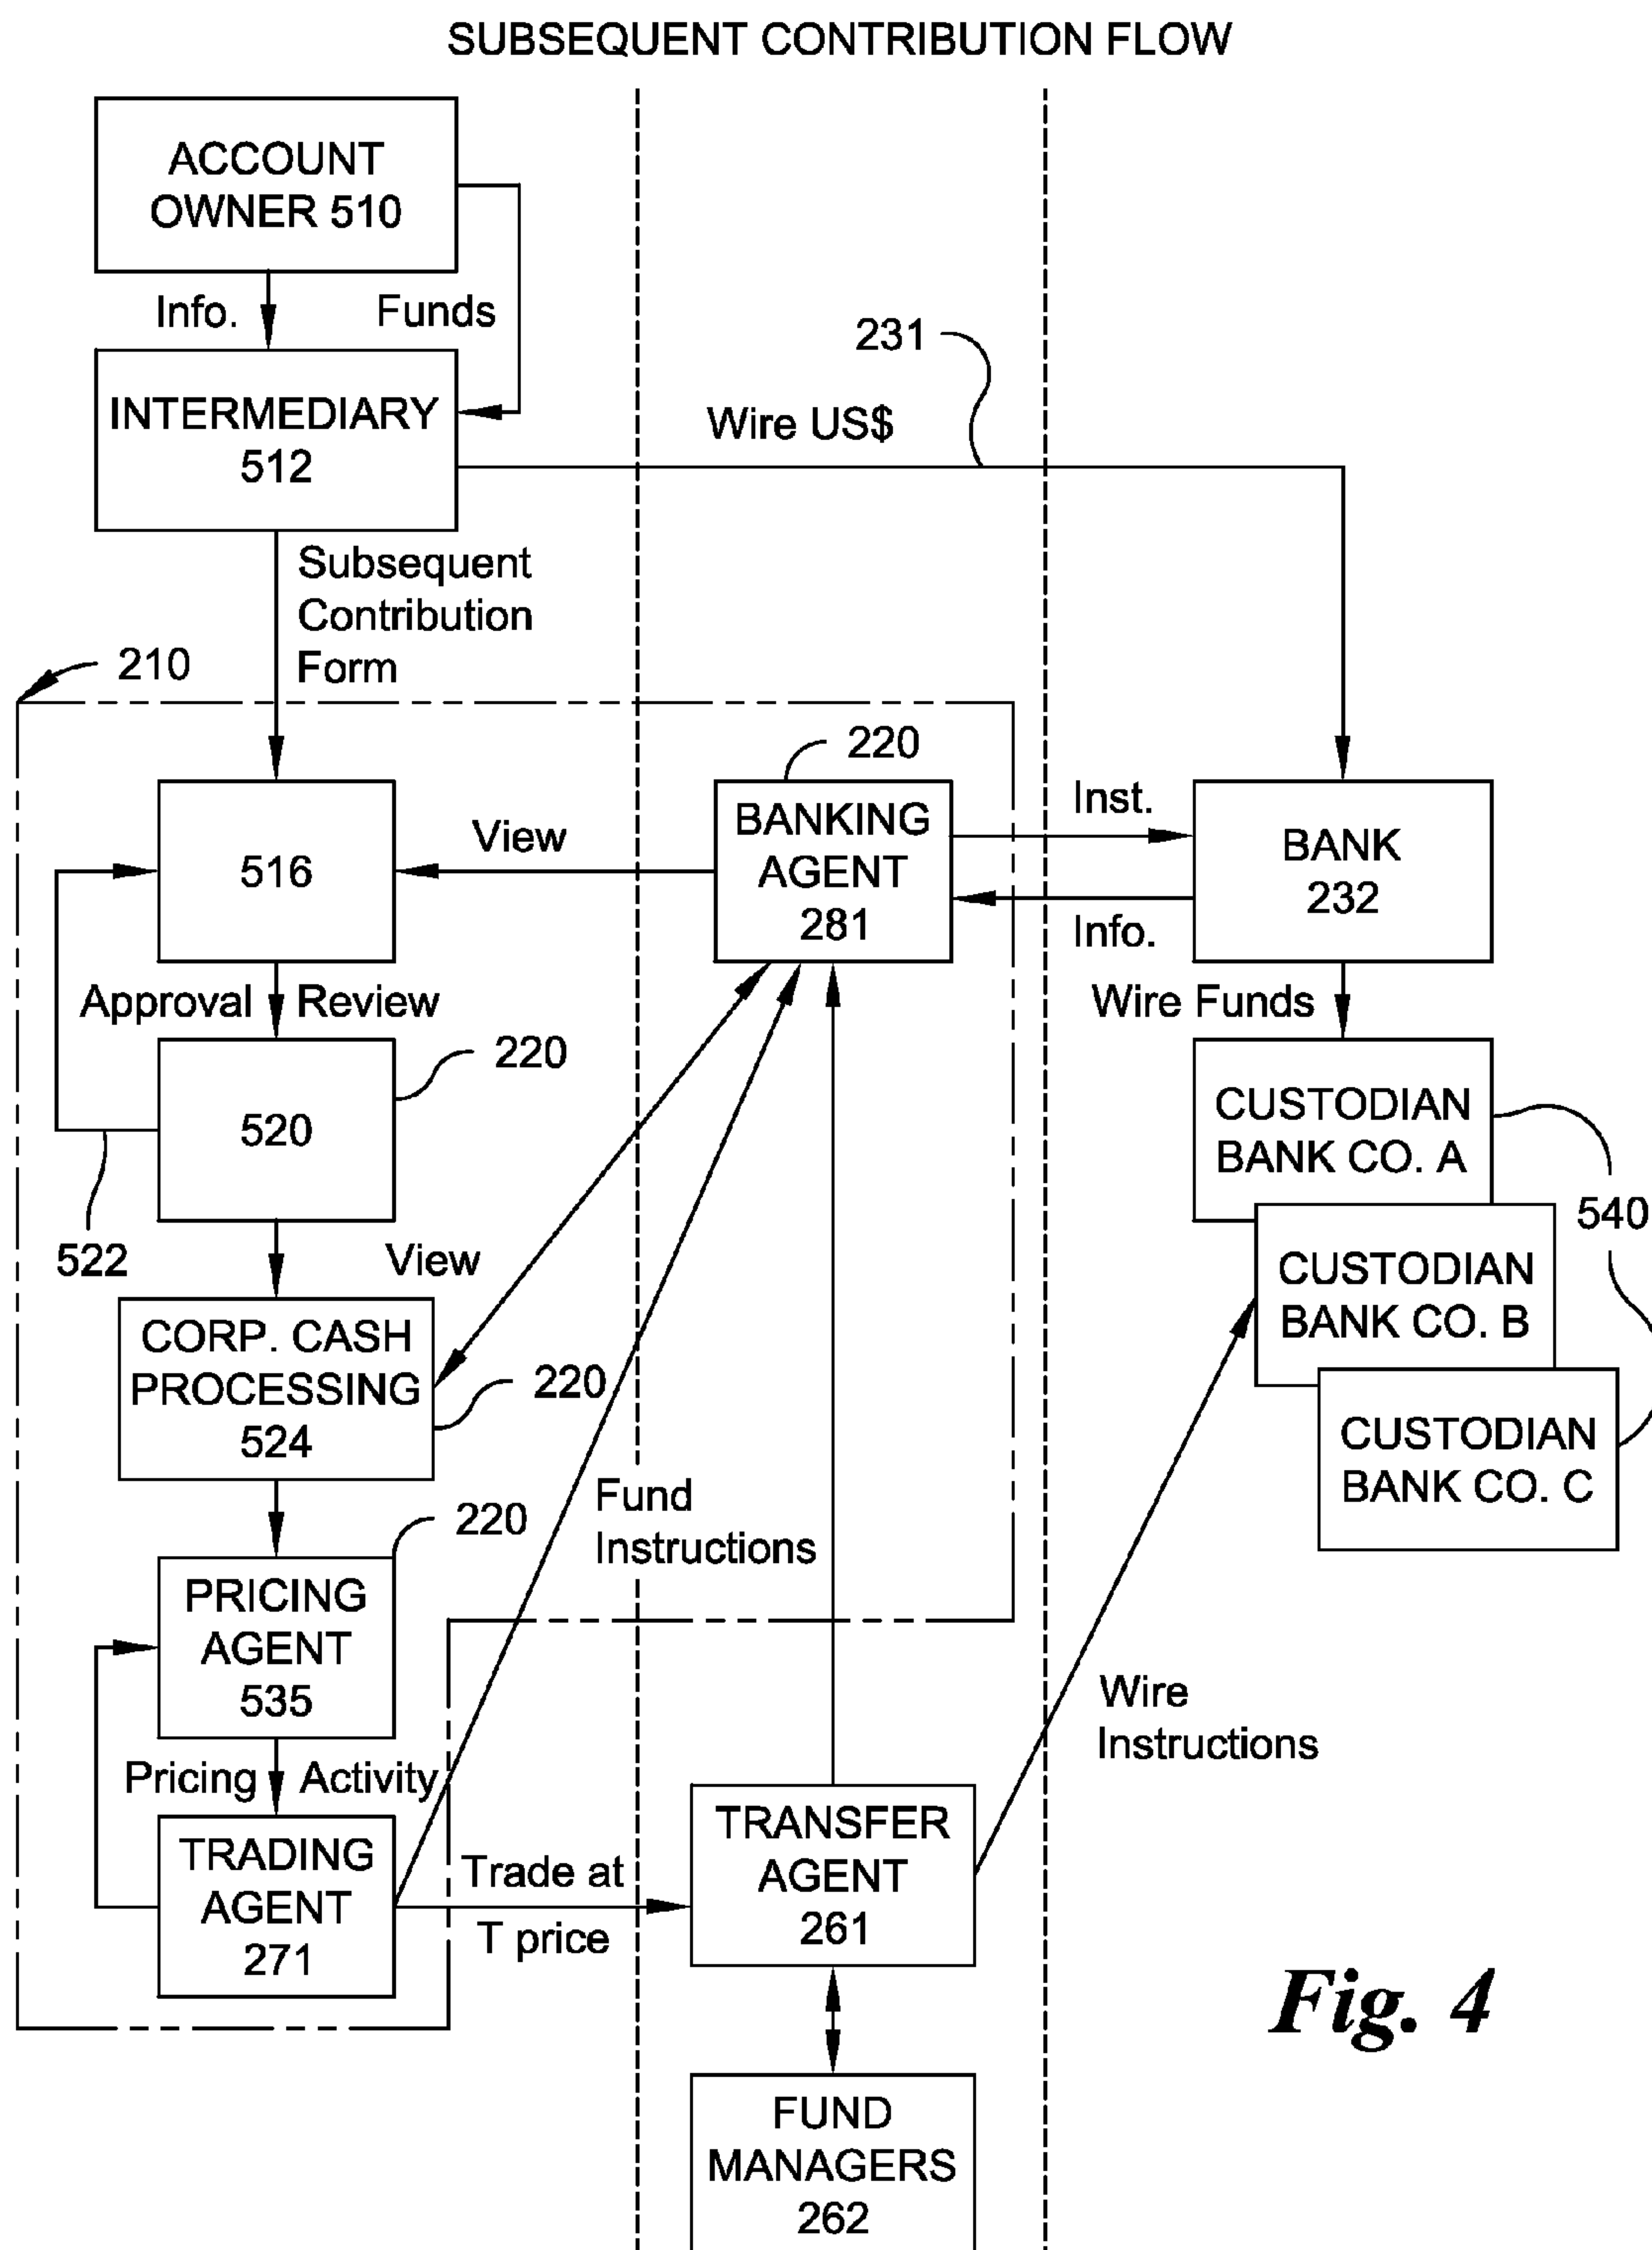 SUBSEQUENT CONTRIBUTION FLOW
ACCOUNT
OWNER 510
Info.
Funds
INTERMEDIARY
512
231
Wire US$
Subsequent
Contribution
Form
210
220
516
View
BANKING
AGENT
281
Inst.
Info.
BANK
232
Approval
Review
Wire Funds
520
220
522
View
CUSTODIAN
BANK CO. A
540
CUSTODIAN
BANK CO. B
CUSTODIAN
BANK CO. C
CORP. CASH
PROCESSING
524
220
Fund
Instructions
220
PRICING
AGENT
535
Pricing
Activity
Wire
Instructions
TRADING
AGENT
271
Trade at
T price
TRANSFER
AGENT
261
FUND
MANAGERS
262
Fig. 4